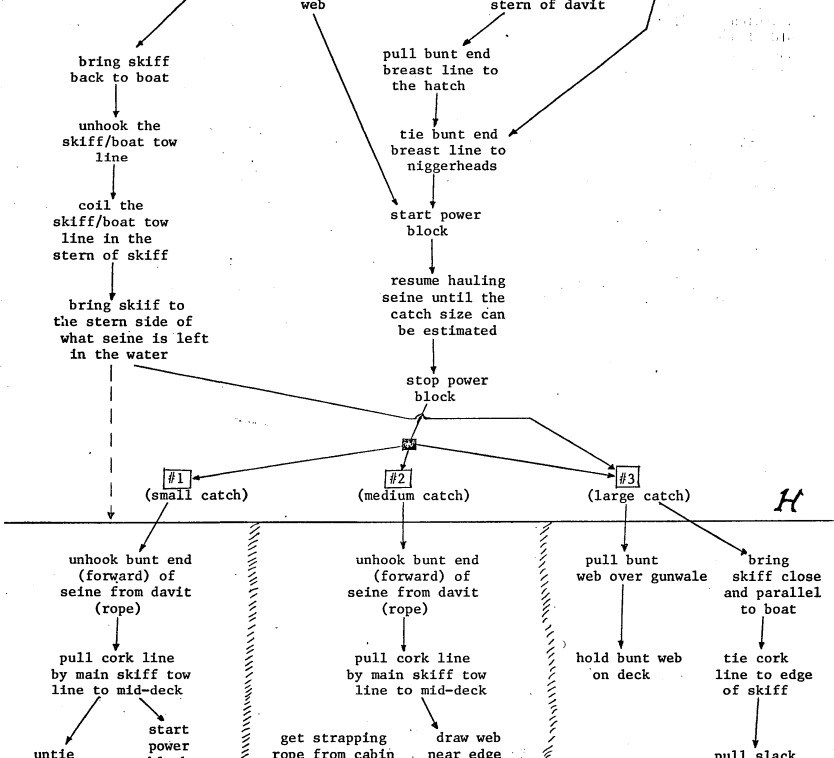 web
stern of davit
bring skiff
back to boat
unhook the
skiff/boat tow
line
coil the
skiff/boat tow
line in the
stern of skiff
bring skiif to
the stern side of
what seine is left
in the water
pull bunt end
breast line to
the hatch
tie bunt end
breast line to
niggerheads
start power
block
resume hauling
seine until the
catch size can
be estimated
stop power
block
#1
(small catch)
#2
(medium catch)
#3
(large catch)
H
unhook bunt end
(forward) of
seine from davit
(rope)
pull cork line
by main skiff tow
line to mid-deck
untie
start
power
unhook bunt end
(forward) of
seine from davit
(rope)
pull cork line
by main skiff tow
line to mid-deck
get strapping
rope from cabin
draw web
near edge
pull bunt
web over gunwale
hold bunt web
on deck
bring
skiff close
and parallel
to boat
tie cork
line to edge
of skiff
pull slack